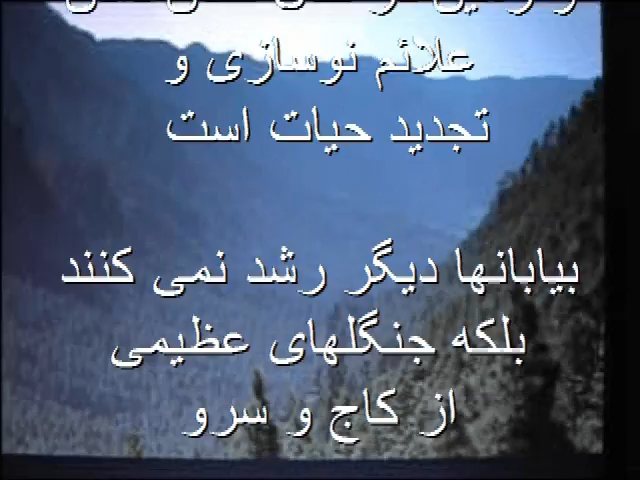 علائم نوسازی و
تجدید حیات است
بیابانها دیگر رشد نمی کنند
بلکه جنگلهای عظیمی
از کاج و سرو